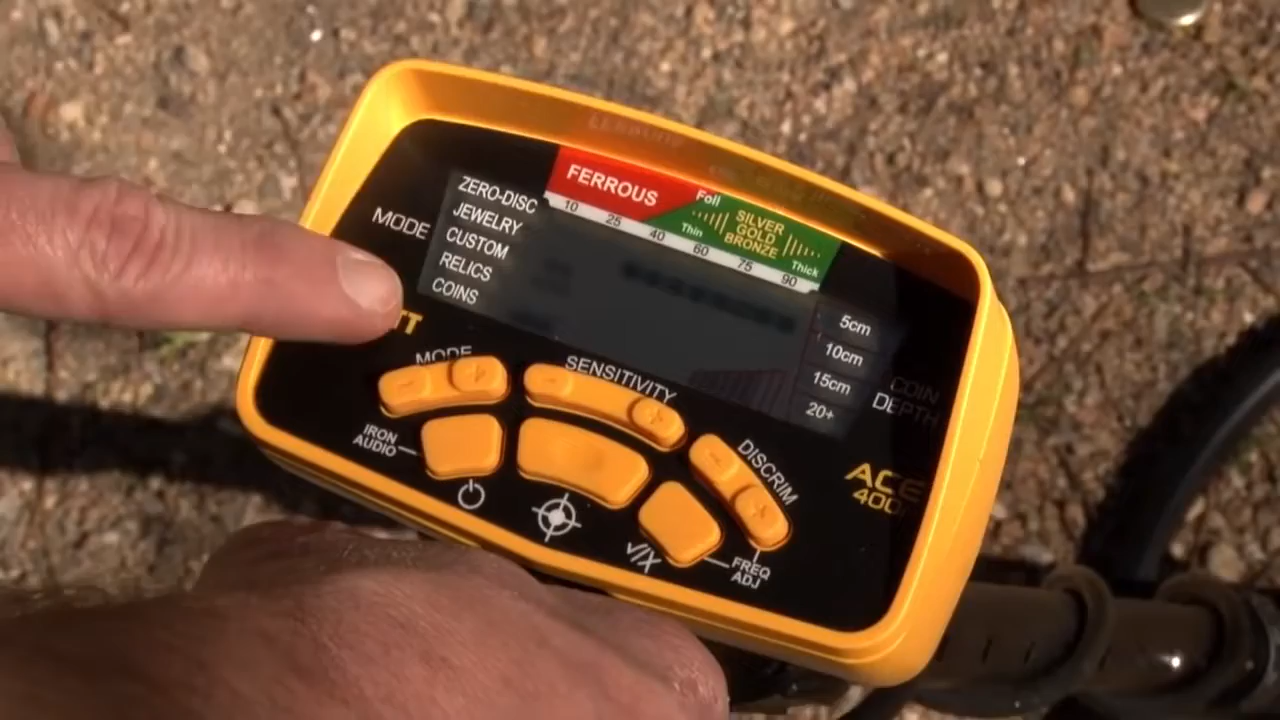 FERROUS
Foil
Thin
SILVER
GOLD
BRONZE
Thick
10 25 40 60 75 90
MODE
ZERO-DISC
JEWELRY
CUSTOM
RELICS
COINS
5cm
10cm
15cm
20+
COIN
DEPTH
MODE
- +
SENSITIVITY
- +
DISCRIM
- +
IRON
AUDIO
√/X
FREQ
ADJ
ACE
400